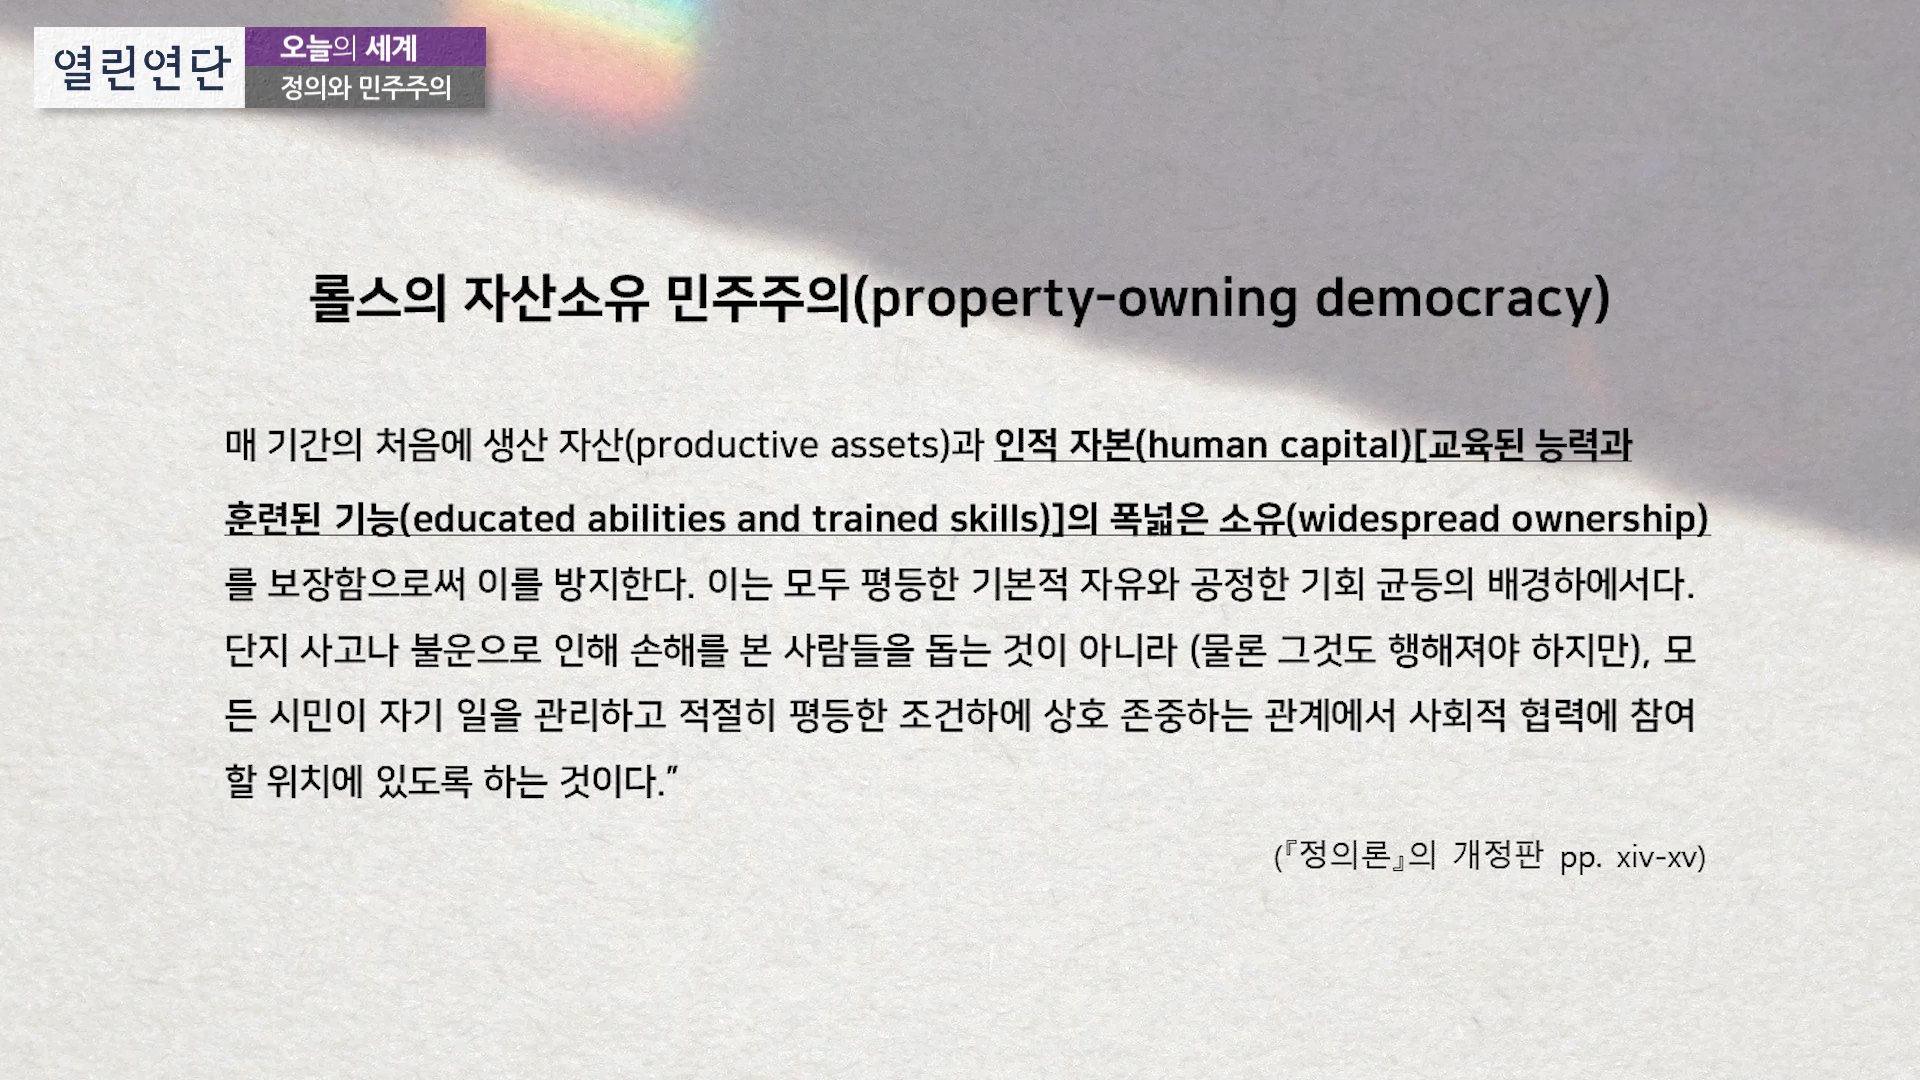 열린연단
오늘의 세계
정의와 민주주의
롤스의 자산소유 민주주의(property-owning democracy)
매 기간의 처음에 생산 자산(productive assets)과 인적 자본(human capital)[교육된 능력과
훈련된 기능(educated abilities and trained skills)]의 폭넓은 소유(widespread ownership)
를 보장함으로써 이를 방지한다. 이는 모두 평등한 기본적 자유와 공정한 기회 균등의 배경하에서다.
단지 사고나 불운으로 인해 손해를 본 사람들을 돕는 것이 아니라 (물론 그것도 행해져야 하지만), 모
든 시민이 자기 일을 관리하고 적절히 평등한 조건하에 상호 존중하는 관계에서 사회적 협력에 참여
할 위치에 있도록 하는 것이다.”
(『정의론』의 개정판 pp. xiv-xv)